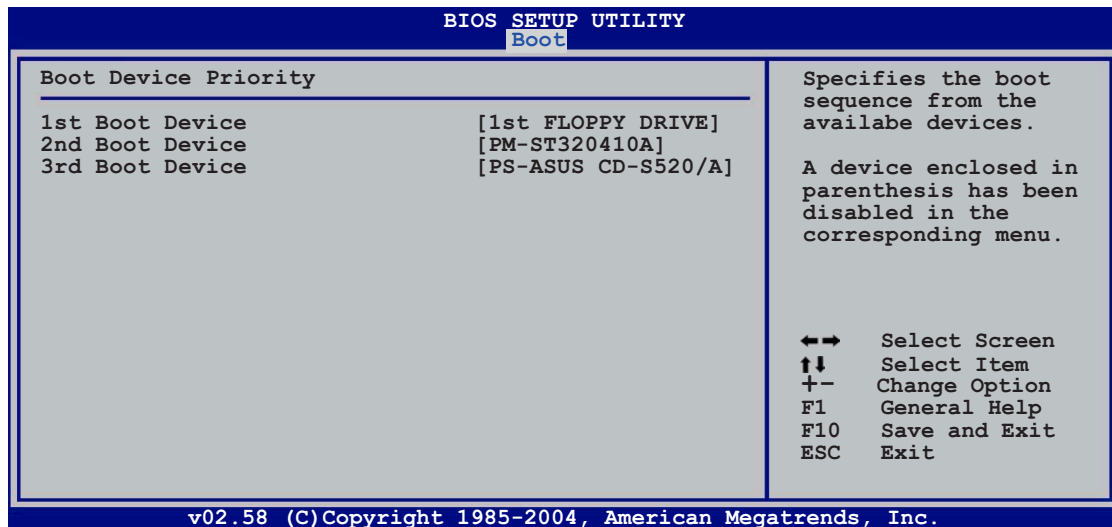 BIOS SETUP UTILITY
Boot
Boot Device Priority
1st Boot Device [1st FLOPPY DRIVE]
2nd Boot Device [PM-ST320410A]
3rd Boot Device [PS-ASUS CD-S520/A]
Specifies the boot
sequence from the
availabe devices.
A device enclosed in
parenthesis has been
disabled in the
corresponding menu.
←→ Select Screen
↑↓ Select Item
+- Change Option
F1 General Help
F10 Save and Exit
ESC Exit
v02.58 (C)Copyright 1985-2004, American Megatrends, Inc.